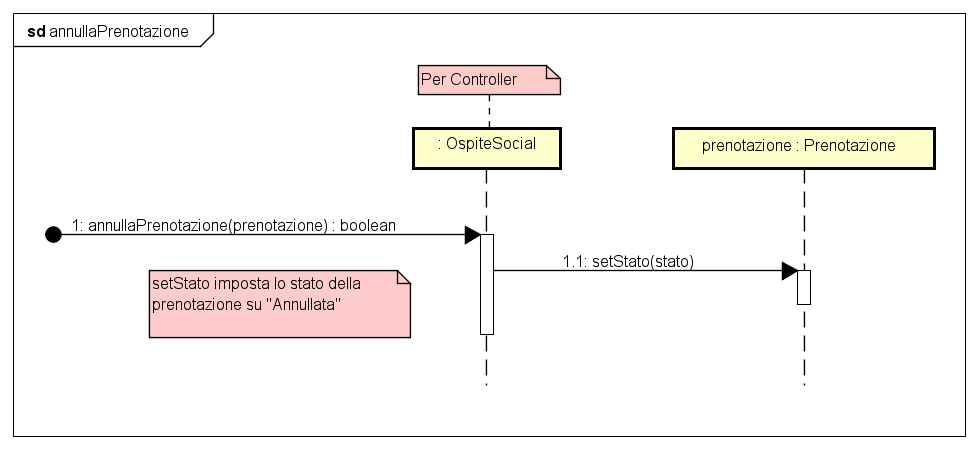 sd annullaPrenotazione
Per Controller
: OspiteSocial
prenotazione : Prenotazione
1: annullaPrenotazione(prenotazione) : boolean
1.1: setStato(stato)
setStato imposta lo stato della
prenotazione su "Annullata"